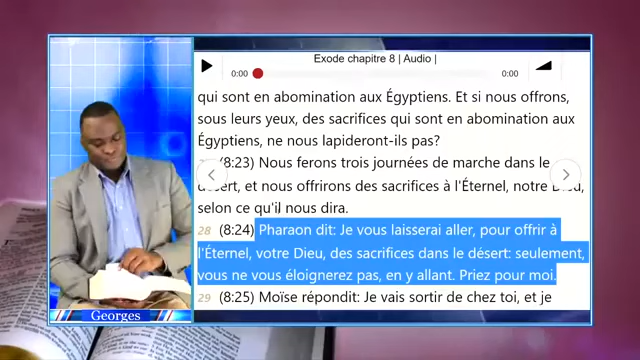 Exode chapitre 8 | Audio |
0:00
0:00
qui sont en abomination aux Égyptiens. Et si nous offrons,
sous leurs yeux, des sacrifices qui sont en abomination aux
Égyptiens, ne nous lapideront-ils pas?
(8:23) Nous ferons trois journées de marche dans le
désert, et nous offrirons des sacrifices à l'Éternel, notre Dieu,
selon ce qu'il nous dira.
28 (8:24) Pharaon dit: Je vous laisserai aller, pour offrir à
l'Éternel, votre Dieu, des sacrifices dans le désert: seulement,
vous ne vous éloignerez pas, en y allant. Priez pour moi.
29 (8:25) Moïse répondit: Je vais sortir de chez toi, et je
Georges